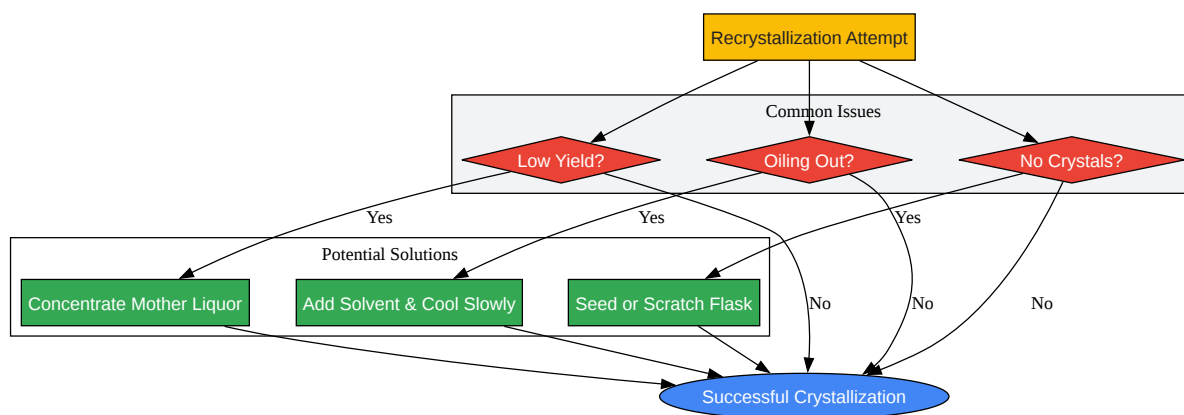 Recrystallization Attempt
Common Issues
Low Yield?
Oiling Out?
No Crystals?
Yes
Yes
Yes
Potential Solutions
Concentrate Mother Liquor
Add Solvent & Cool Slowly
Seed or Scratch Flask
No
No
No
Successful Crystallization